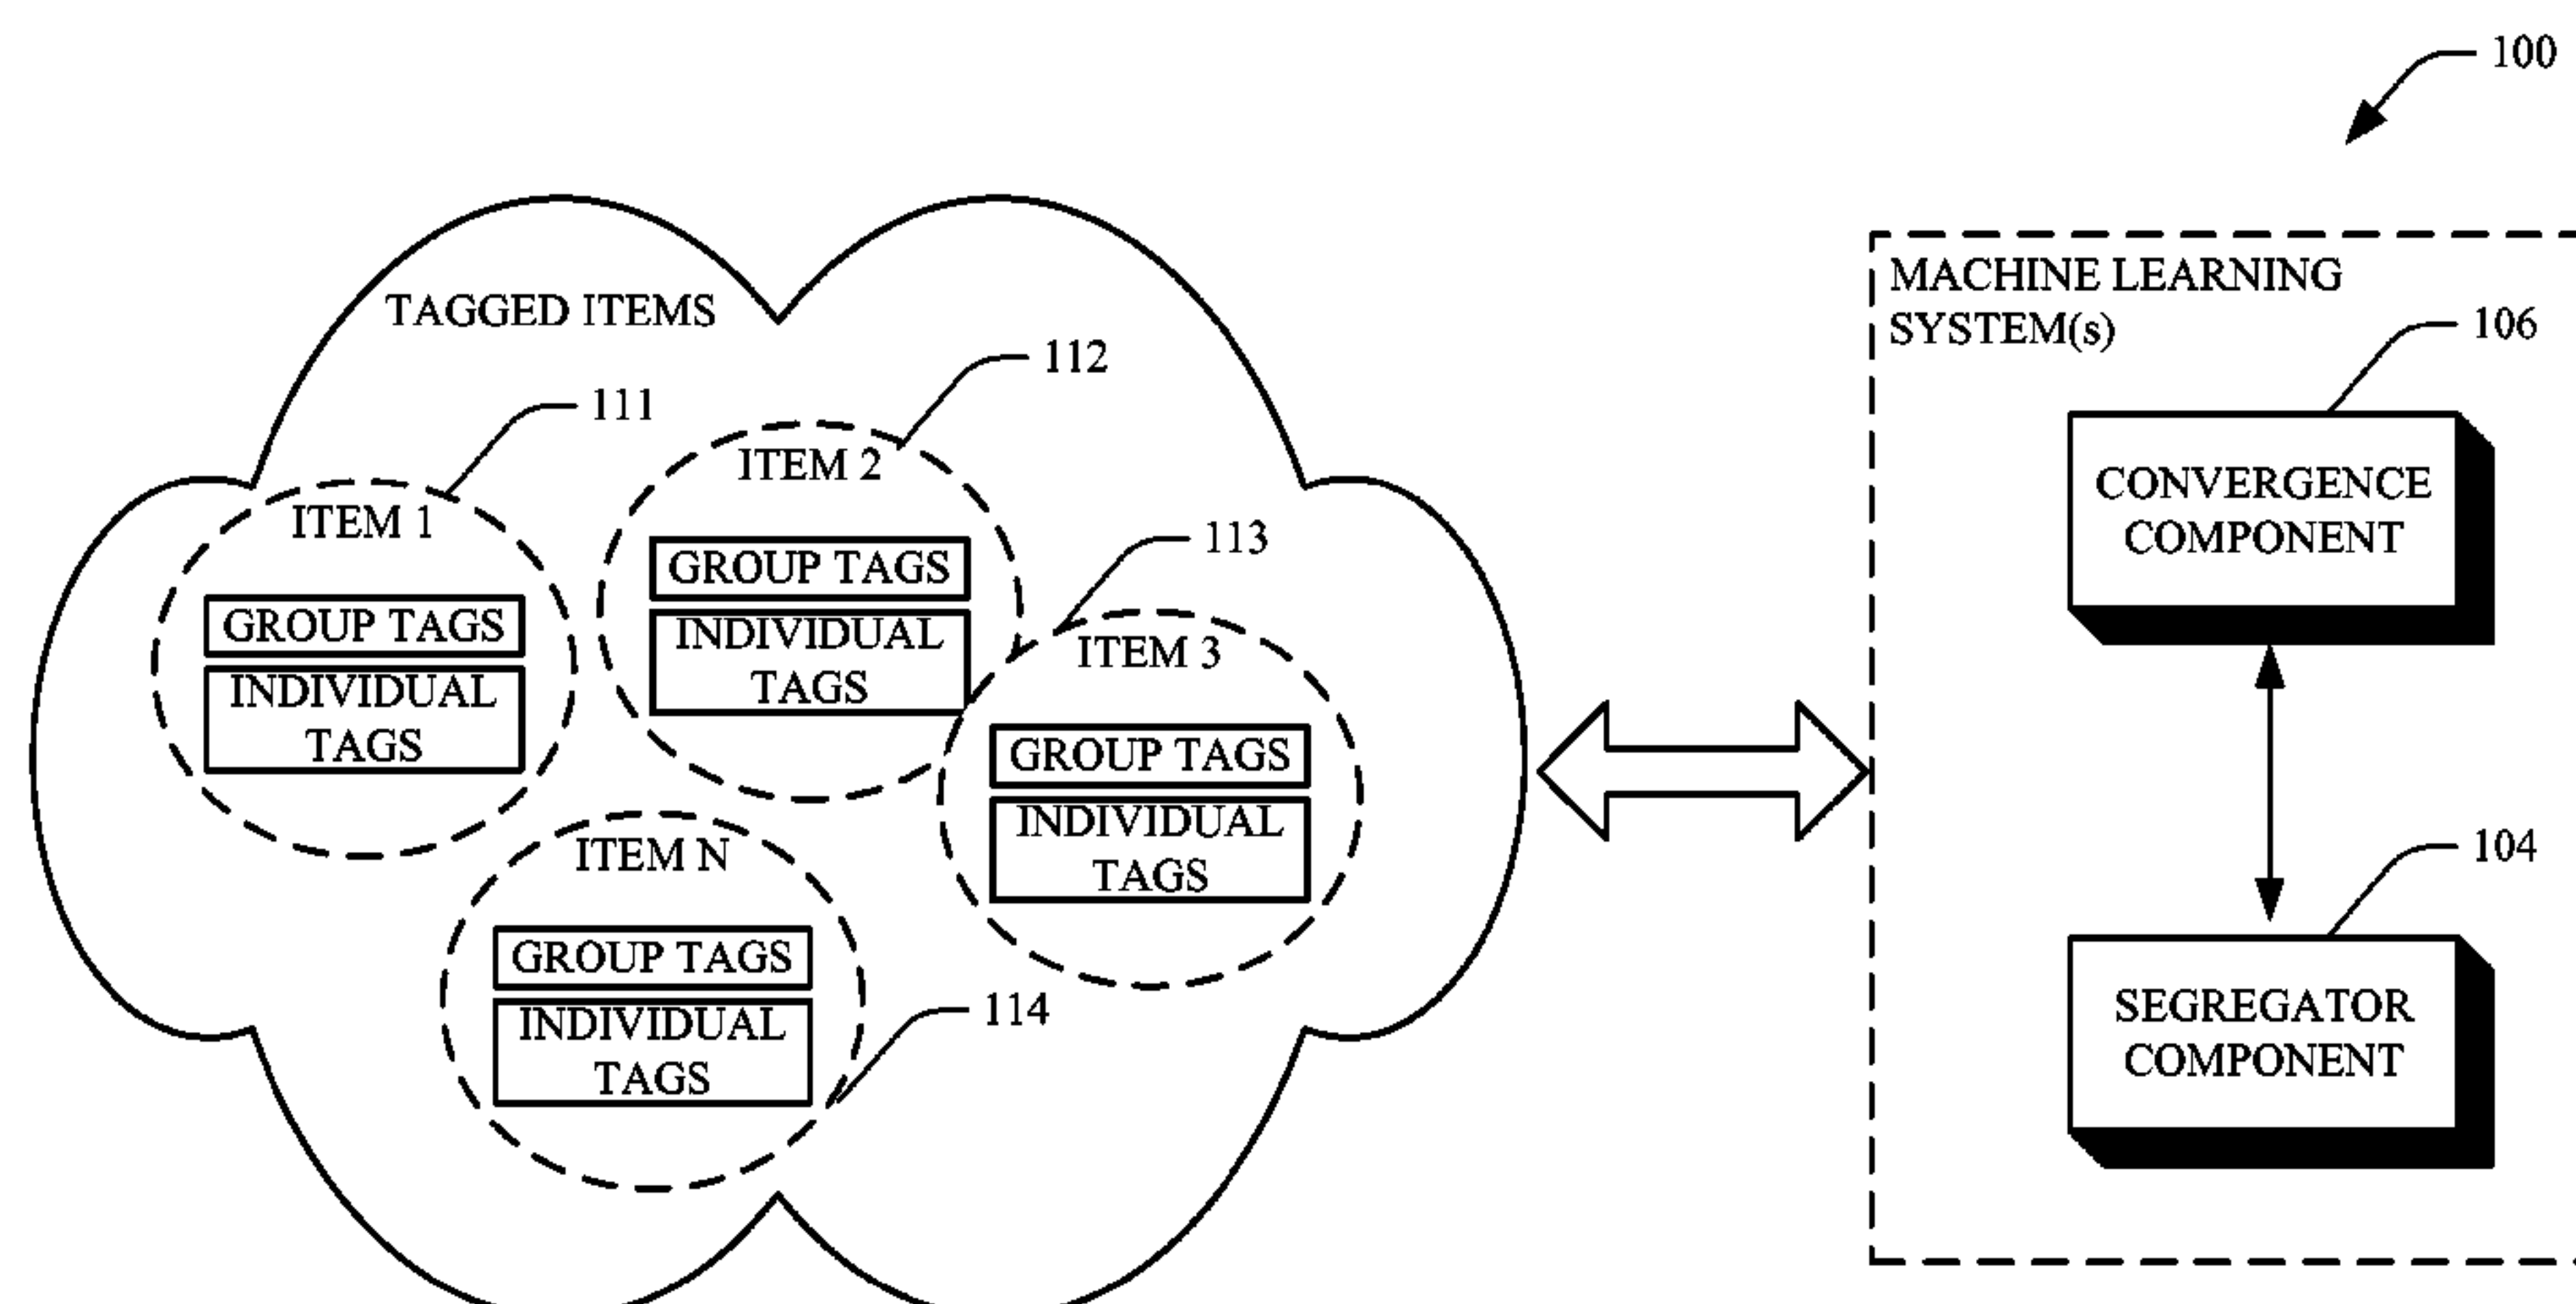 100
TAGGED ITEMS
111
112
ITEM 1
GROUP TAGS
INDIVIDUAL
TAGS
ITEM 2
GROUP TAGS
INDIVIDUAL
TAGS
113
ITEM 3
GROUP TAGS
INDIVIDUAL
TAGS
ITEM N
GROUP TAGS
INDIVIDUAL
TAGS
114
MACHINE LEARNING
SYSTEM(s)
106
CONVERGENCE
COMPONENT
104
SEGREGATOR
COMPONENT